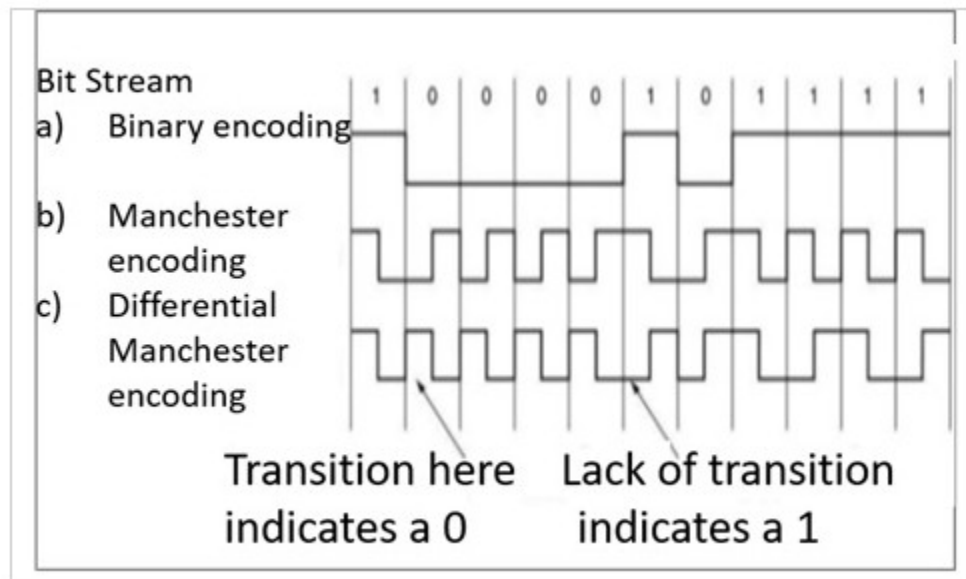 Bit Stream
1 0 0 0 0 1 0 1 1 1 1
a) Binary encoding
b) Manchester
encoding
c) Differential
Manchester
encoding
Transition here
indicates a 0
Lack of transition
indicates a 1